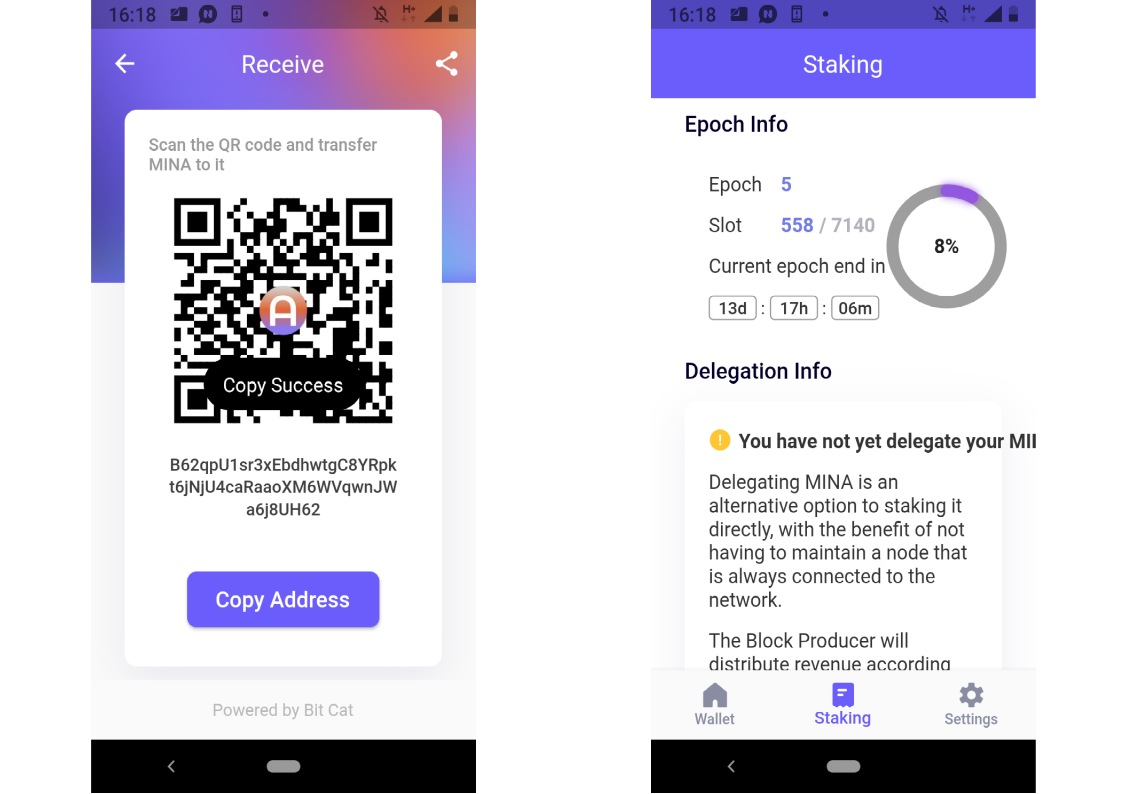 16:18
Receive
Scan the QR code and transfer
MINA to it
A
Copy Success
B62qpU1sr3xEbdhwtgC8YRpk
t6jNjU4caRaaoXM6WVqwnJW
a6j8UH62
Copy Address
Powered by Bit Cat
16:18
Staking
Epoch Info
Epoch 5
Slot 558 / 7140
8%
Current epoch end in
13d : 17h : 06m
Delegation Info
You have not yet delegate your MI
Delegating MINA is an
alternative option to staking it
directly, with the benefit of not
having to maintain a node that
is always connected to the
network.
The Block Producer will
distribute revenue according
Wallet
Staking
Settings